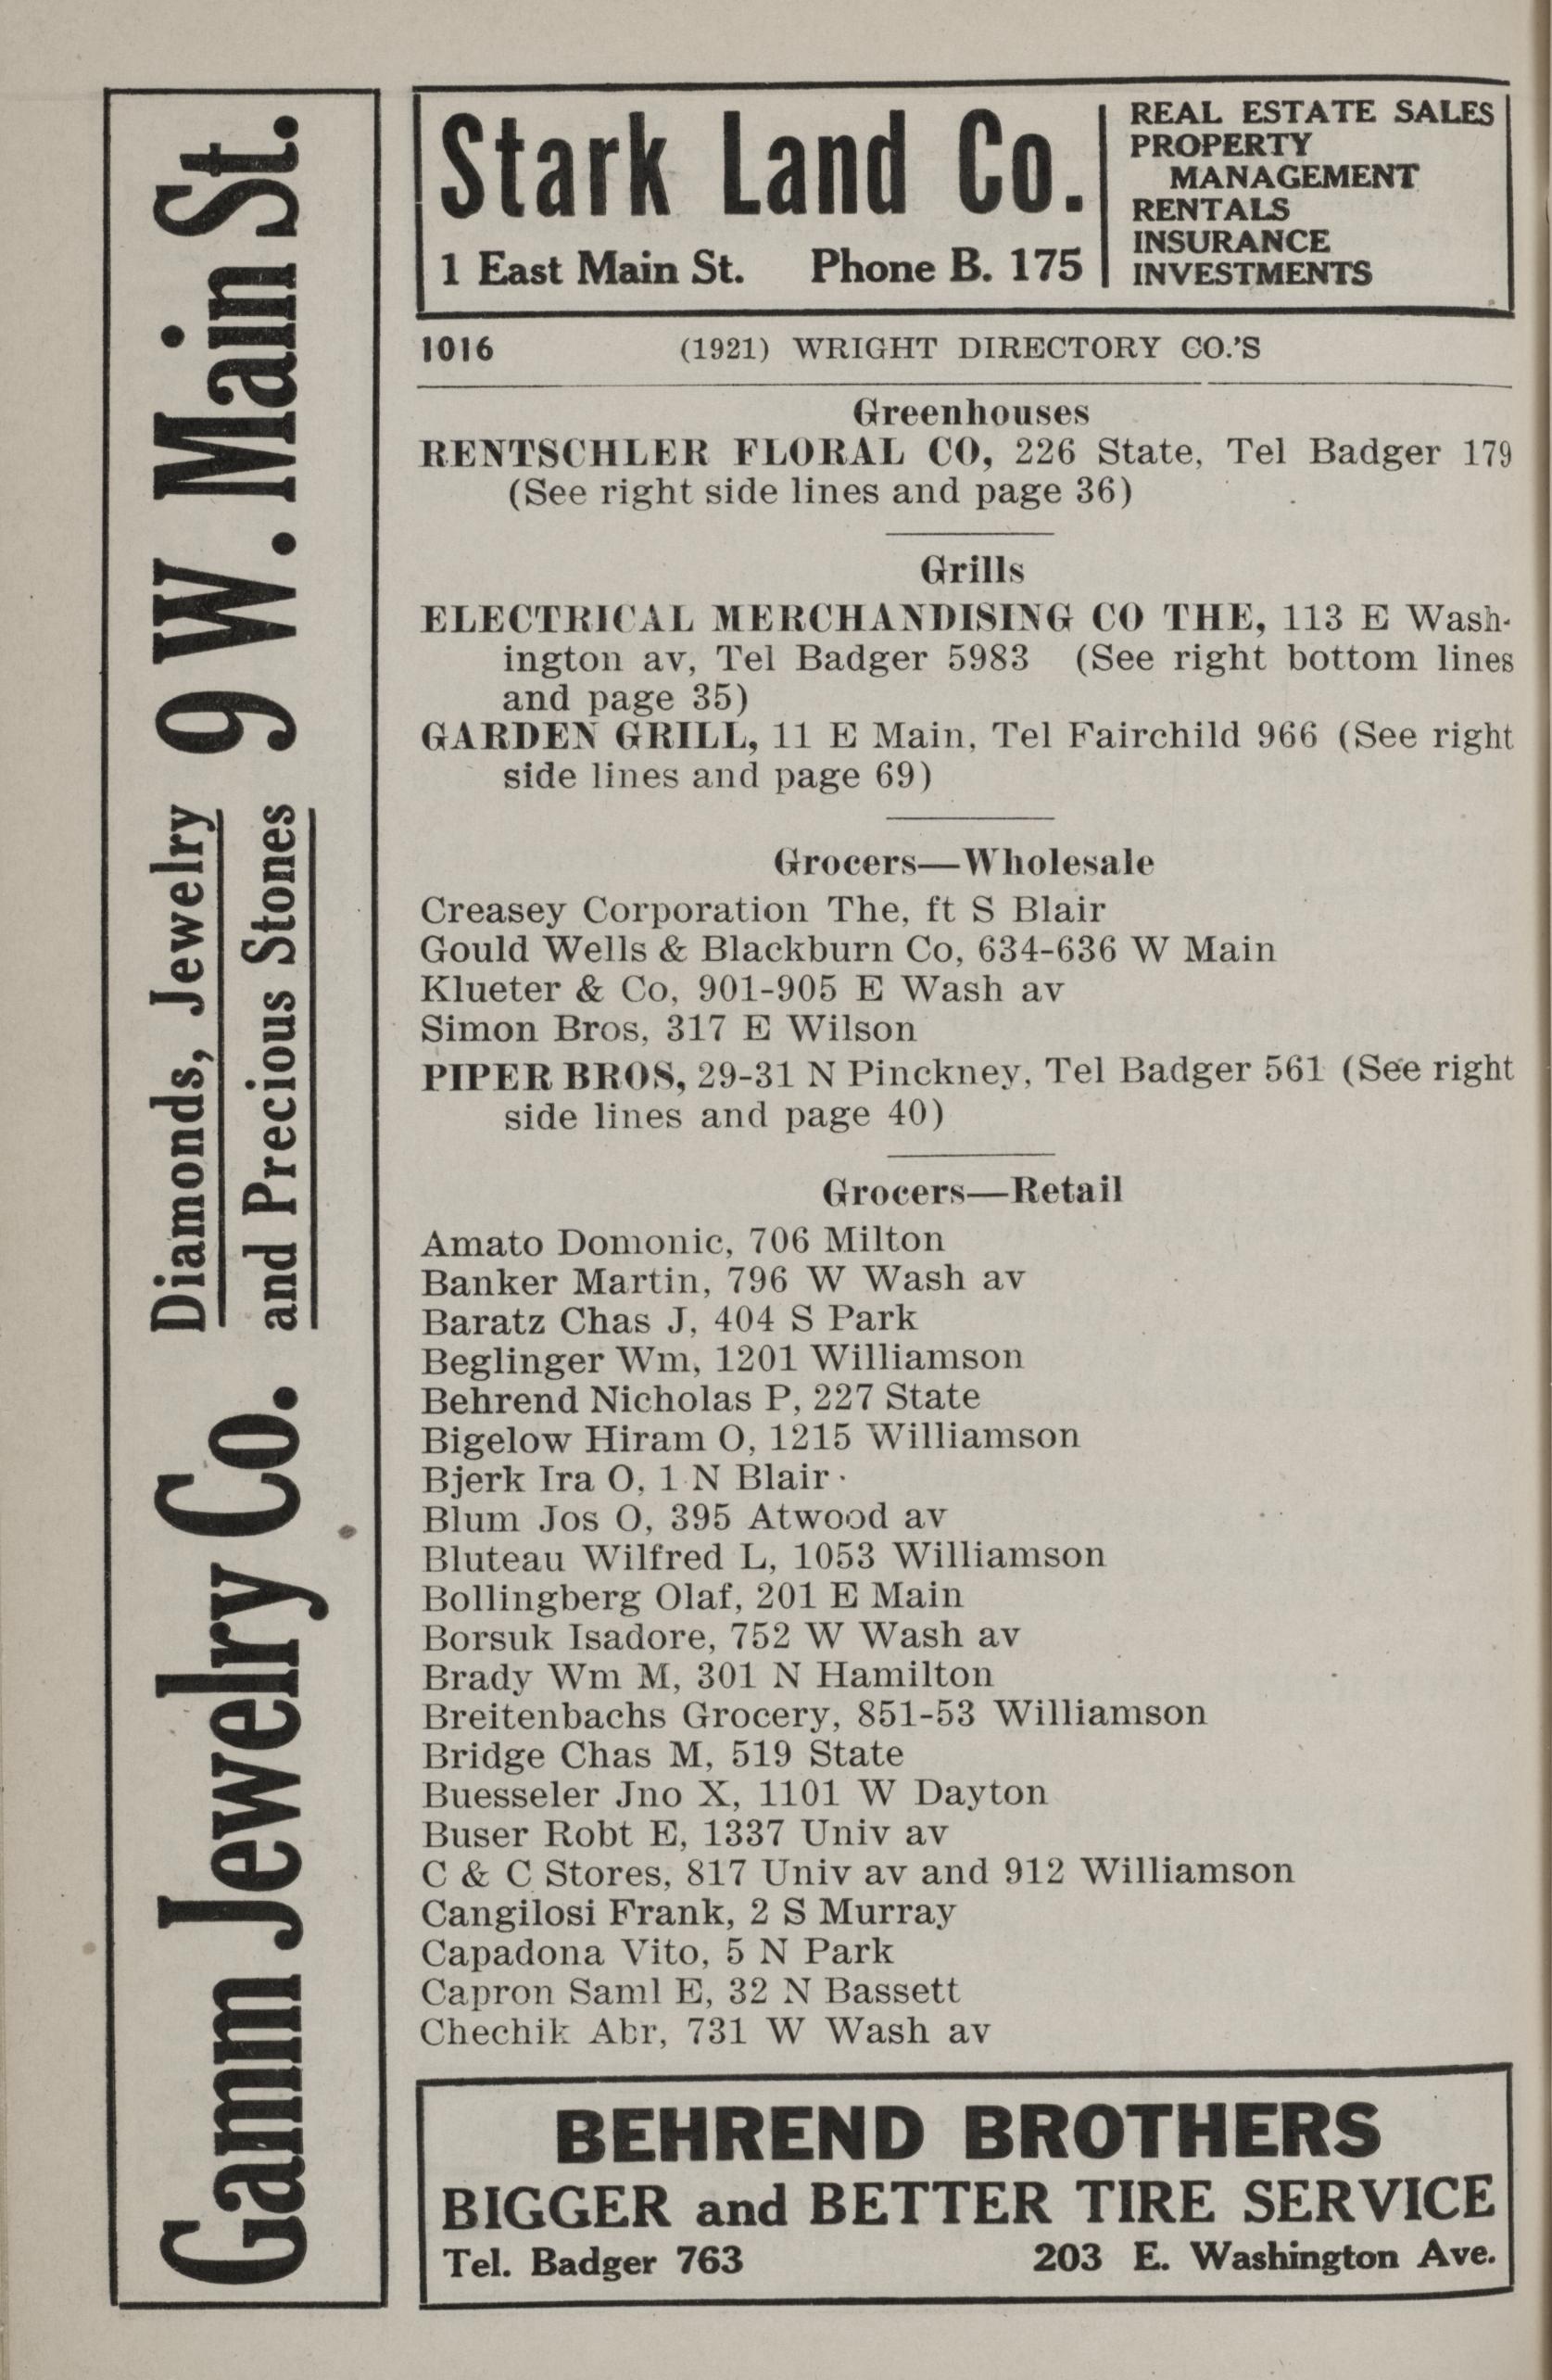 Gamm Jewelry Co. Diamonds, Jewelry and Precious Stones 9 W. Main St.
Stark Land Co.
1 East Main St. Phone B. 175
REAL ESTATE SALES
PROPERTY
MANAGEMENT
RENTALS
INSURANCE
INVESTMENTS
1016 (1921) WRIGHT DIRECTORY CO.'S
Greenhouses
RENTSCHLER FLORAL CO, 226 State, Tel Badger 179
(See right side lines and page 36)
Grills
ELECTRICAL MERCHANDISING CO THE, 113 E Wash-
ington av, Tel Badger 5983 (See right bottom lines
and page 35)
GARDEN GRILL, 11 E Main, Tel Fairchild 966 (See right
side lines and page 69)
Grocers—Wholesale
Creasey Corporation The, ft S Blair
Gould Wells & Blackburn Co, 634-636 W Main
Klueter & Co, 901-905 E Wash av
Simon Bros, 317 E Wilson
PIPER BROS, 29-31 N Pinckney, Tel Badger 561 (See right
side lines and page 40)
Grocers—Retail
Amato Domonic, 706 Milton
Banker Martin, 796 W Wash av
Baratz Chas J, 404 S Park
Beglinger Wm, 1201 Williamson
Behrend Nicholas P, 227 State
Bigelow Hiram O, 1215 Williamson
Bjerk Ira O, 1 N Blair
Blum Jos O, 395 Atwood av
Bluteau Wilfred L, 1053 Williamson
Bollingberg Olaf, 201 E Main
Borsuk Isadore, 752 W Wash av
Brady Wm M, 301 N Hamilton
Breitenbachs Grocery, 851-53 Williamson
Bridge Chas M, 519 State
Buesseler Jno X, 1101 W Dayton
Buser Robt E, 1337 Univ av
C & C Stores, 817 Univ av and 912 Williamson
Cangilosi Frank, 2 S Murray
Capadona Vito, 5 N Park
Capron Saml E, 32 N Bassett
Chechik Abr, 731 W Wash av
BEHREND BROTHERS
BIGGER and BETTER TIRE SERVICE
Tel. Badger 763 203 E. Washington Ave.